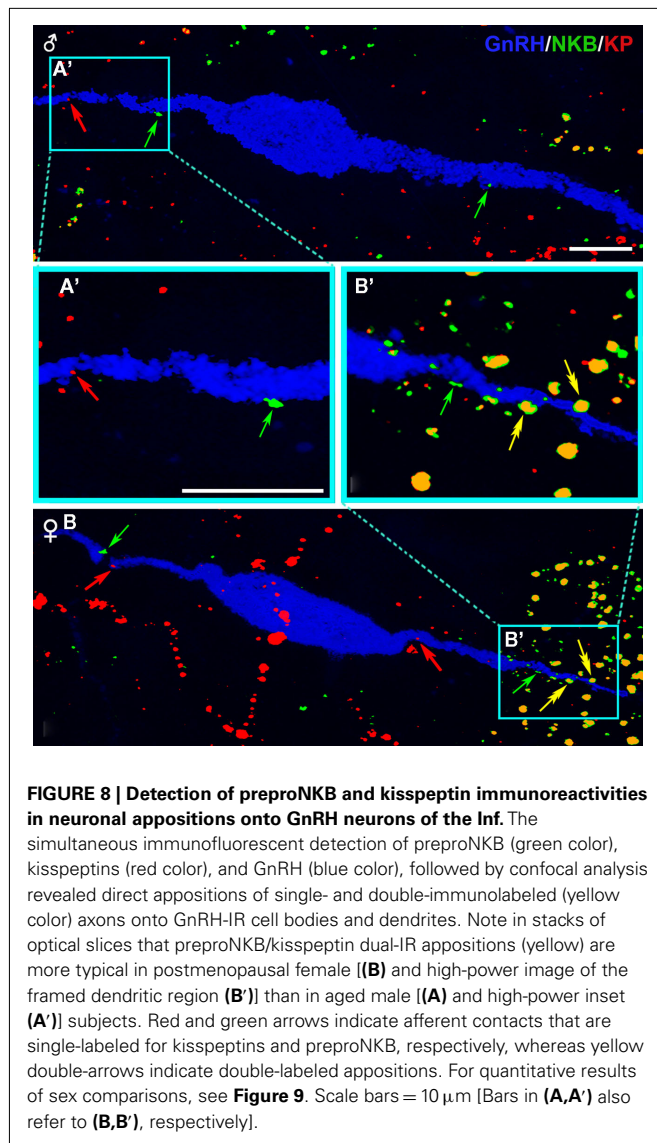 ♂
GnRH/NKB/KP
A'
A'
B'
♀ B
B'
FIGURE 8 | Detection of preproNKB and kisspeptin immunoreactivities
in neuronal appositions onto GnRH neurons of the Inf. The
simultaneous immunofluorescent detection of preproNKB (green color),
kisspeptins (red color), and GnRH (blue color), followed by confocal analysis
revealed direct appositions of single- and double-immunolabeled (yellow
color) axons onto GnRH-IR cell bodies and dendrites. Note in stacks of
optical slices that preproNKB/kisspeptin dual-IR appositions (yellow) are
more typical in postmenopausal female [(B) and high-power image of the
framed dendritic region (B')] than in aged male [(A) and high-power inset
(A')] subjects. Red and green arrows indicate afferent contacts that are
single-labeled for kisspeptins and preproNKB, respectively, whereas yellow
double-arrows indicate double-labeled appositions. For quantitative results
of sex comparisons, see Figure 9. Scale bars = 10 μm [Bars in (A,A') also
refer to (B,B'), respectively].